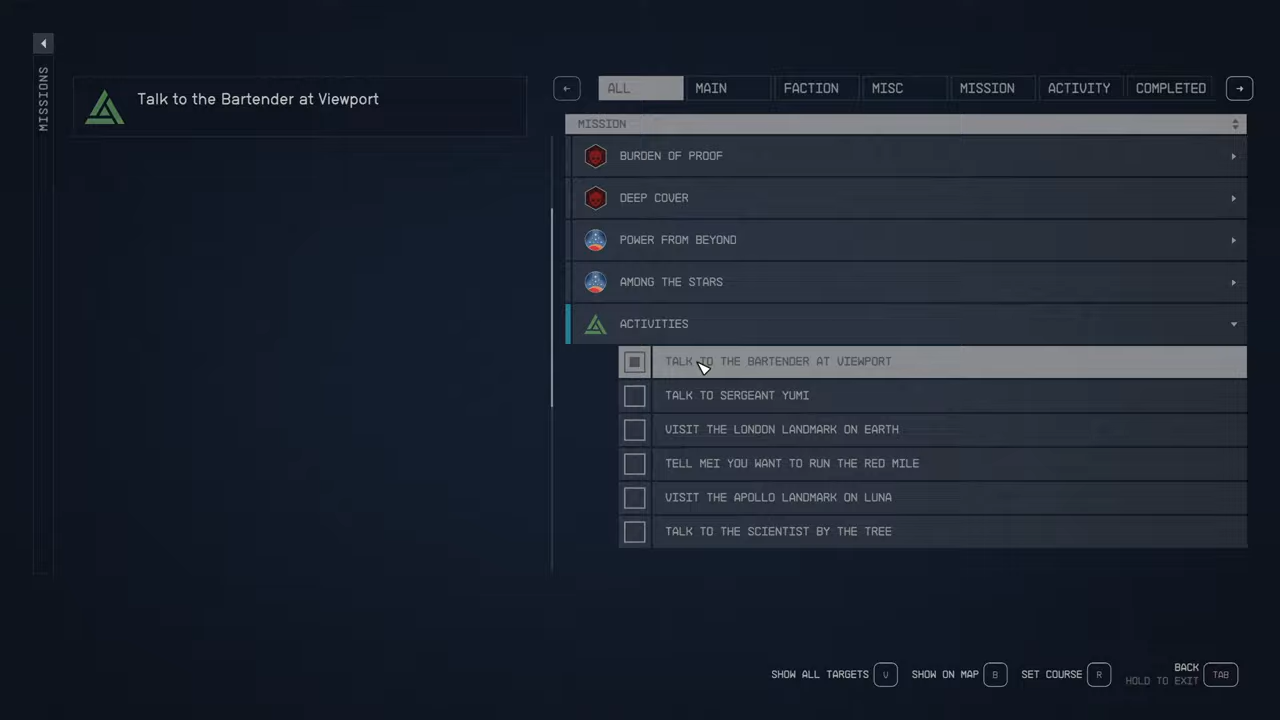 MISSIONS
Talk to the Bartender at Viewport
ALL
MAIN
FACTION
MISC
MISSION
ACTIVITY
COMPLETED
MISSION
BURDEN OF PROOF
DEEP COVER
POWER FROM BEYOND
AMONG THE STARS
ACTIVITIES
TALK TO THE BARTENDER AT VIEWPORT
TALK TO SERGEANT YUMI
VISIT THE LONDON LANDMARK ON EARTH
TELL MEI YOU WANT TO RUN THE RED MILE
VISIT THE APOLLO LANDMARK ON LUNA
TALK TO THE SCIENTIST BY THE TREE
SHOW ALL TARGETS V
SHOW ON MAP B
SET COURSE R
BACK
HOLD TO EXIT
TAB